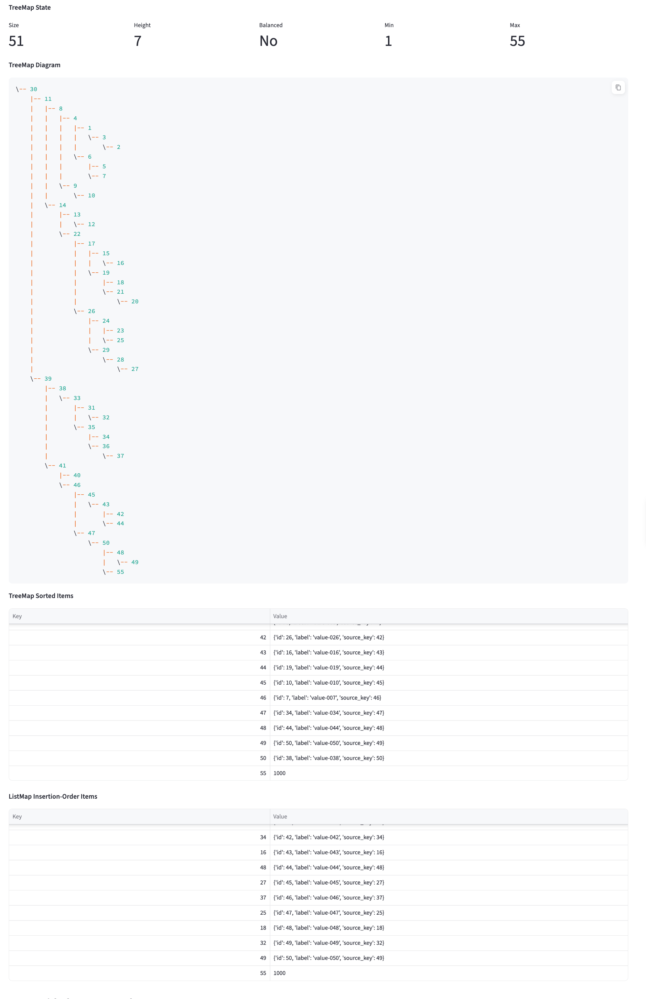 TreeMap State
Size Height Balanced Min Max
51 7 No 1 55
TreeMap Diagram
\-- 30
    |-- 11
    |   |-- 8
    |   |   |-- 4
    |   |   |   |-- 1
    |   |   |   |   \-- 3
    |   |   |   |       \-- 2
    |   |   |   \-- 6
    |   |   |       |-- 5
    |   |   |       \-- 7
    |   |   \-- 9
    |   |       \-- 10
    |   \-- 14
    |       |-- 13
    |       |   \-- 12
    |       \-- 22
    |           |-- 17
    |           |   |-- 15
    |           |   |   \-- 16
    |           |   \-- 19
    |           |       |-- 18
    |           |       \-- 21
    |           |           \-- 20
    |           \-- 26
    |               |-- 24
    |               |   |-- 23
    |               |   \-- 25
    |               \-- 29
    |                   \-- 28
    |                       \-- 27
    \-- 39
        |-- 38
        |   \-- 33
        |       |-- 31
        |       |   \-- 32
        |       \-- 35
        |           |-- 34
        |           \-- 36
        |               \-- 37
        \-- 41
            |-- 40
            \-- 46
                |-- 45
                |   \-- 43
                |       |-- 42
                |       \-- 44
                \-- 47
                    \-- 50
                        |-- 48
                        |   \-- 49
                        \-- 55
TreeMap Sorted Items
Key Value
42 {'id': 26, 'label': 'value-026', 'source_key': 42}
43 {'id': 16, 'label': 'value-016', 'source_key': 43}
44 {'id': 19, 'label': 'value-019', 'source_key': 44}
45 {'id': 10, 'label': 'value-010', 'source_key': 45}
46 {'id': 7, 'label': 'value-007', 'source_key': 46}
47 {'id': 34, 'label': 'value-034', 'source_key': 47}
48 {'id': 44, 'label': 'value-044', 'source_key': 48}
49 {'id': 50, 'label': 'value-050', 'source_key': 49}
50 {'id': 38, 'label': 'value-038', 'source_key': 50}
55 1000
ListMap Insertion-Order Items
Key Value
34 {'id': 42, 'label': 'value-042', 'source_key': 34}
16 {'id': 43, 'label': 'value-043', 'source_key': 16}
48 {'id': 44, 'label': 'value-044', 'source_key': 48}
27 {'id': 45, 'label': 'value-045', 'source_key': 27}
37 {'id': 46, 'label': 'value-046', 'source_key': 37}
25 {'id': 47, 'label': 'value-047', 'source_key': 25}
18 {'id': 48, 'label': 'value-048', 'source_key': 18}
32 {'id': 49, 'label': 'value-049', 'source_key': 32}
49 {'id': 50, 'label': 'value-050', 'source_key': 49}
55 1000